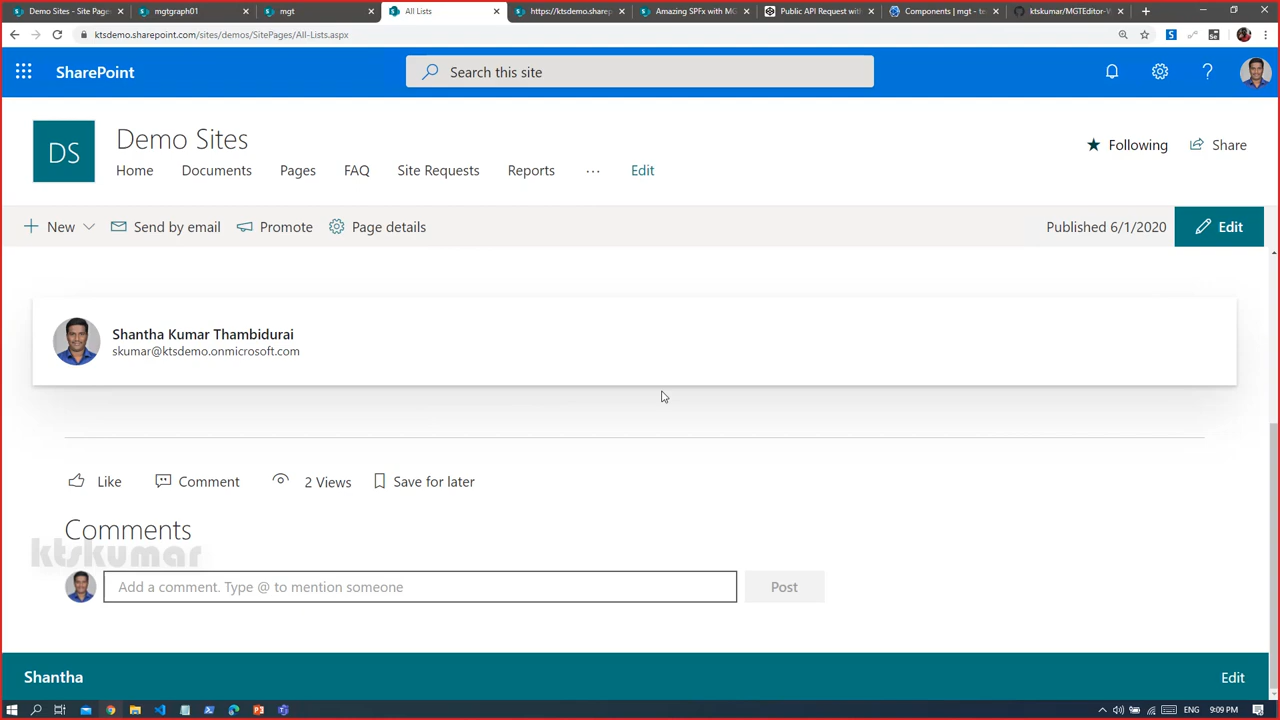 Demo Sites - Site Page
mgtgraph01
mgt
All Lists
https://ktsdemo.sharep
Amazing SPFx with MG
Public API Request with
Components | mgt - te
ktskumar/MGTEditor-W
ktsdemo.sharepoint.com/sites/demos/SitePages/All-Lists.aspx
SharePoint
Search this site
DS
Demo Sites
Following
Share
Home
Documents
Pages
FAQ
Site Requests
Reports
...
Edit
New
Send by email
Promote
Page details
Published 6/1/2020
Edit
Shantha Kumar Thambidurai
skumar@ktsdemo.onmicrosoft.com
Like
Comment
2 Views
Save for later
Comments
ktskumar
Add a comment. Type @ to mention someone
Post
Shantha
Edit
ENG
9:09 PM